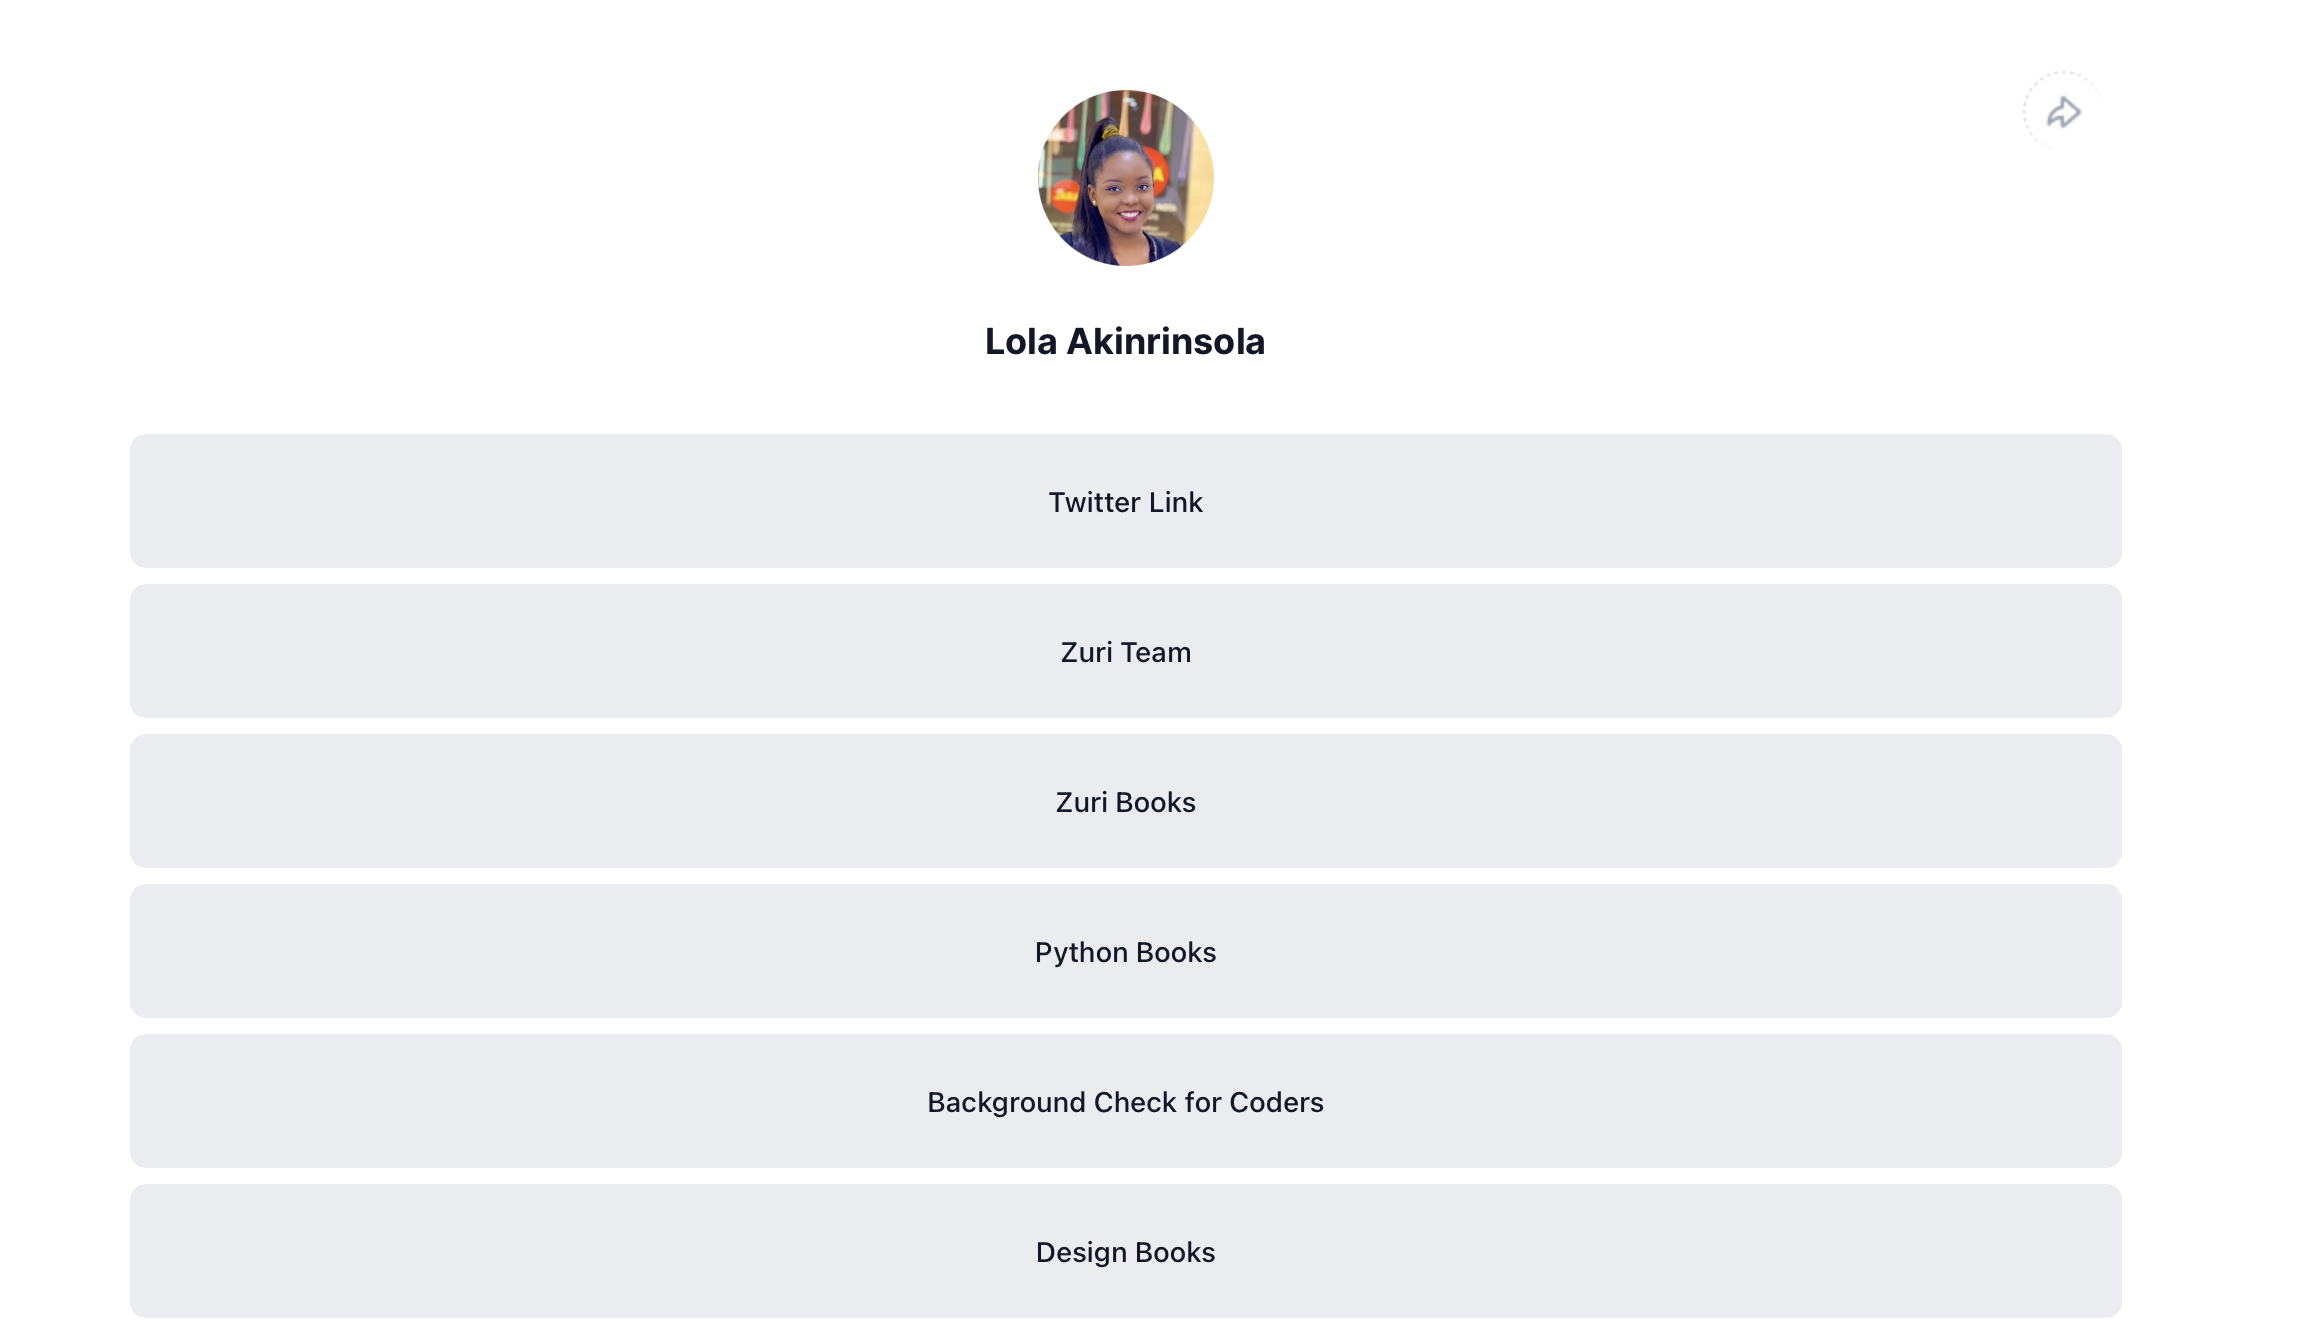 Lola Akinrinsola
Twitter Link
Zuri Team
Zuri Books
Python Books
Background Check for Coders
Design Books